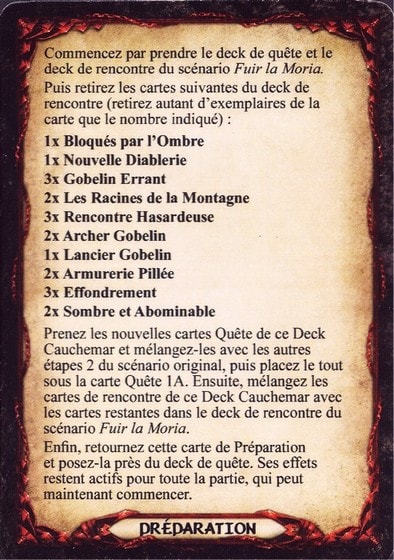 Commencez par prendre le deck de quête et le
deck de rencontre du scénario Fuir la Moria.
Puis retirez les cartes suivantes du deck de
rencontre (retirez autant d'exemplaires de la
carte que le nombre indiqué) :
1x Bloqués par l'Ombre
1x Nouvelle Diablerie
3x Gobelin Errant
2x Les Racines de la Montagne
3x Rencontre Hasardeuse
2x Archer Gobelin
1x Lancier Gobelin
2x Armurerie Pillée
3x Effondrement
2x Sombre et Abominable
Prenez les nouvelles cartes Quête de ce Deck
Cauchemar et mélangez-les avec les autres
étapes 2 du scénario original, puis placez le tout
sous la carte Quête 1A. Ensuite, mélangez les
cartes de rencontre de ce Deck Cauchemar avec
les cartes restantes dans le deck de rencontre du
scénario Fuir la Moria.
Enfin, retournez cette carte de Préparation
et posez-la près du deck de quête. Ses effets
restent actifs pour toute la partie, qui peut
maintenant commencer.
PRÉPARATION